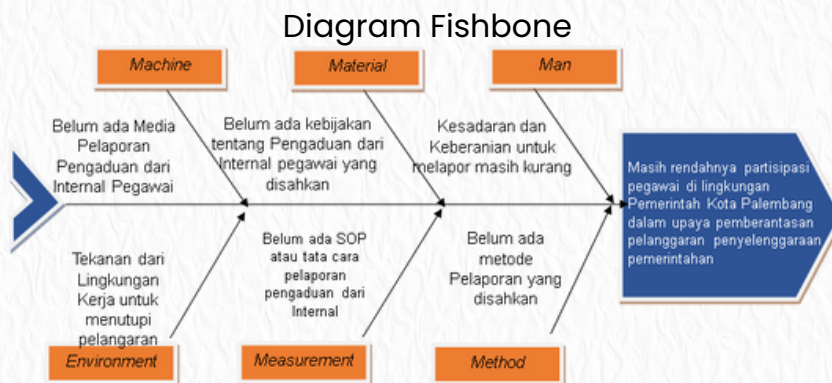 Diagram Fishbone
Machine
Material
Man
Belum ada Media
Pelaporan
Pengaduan dari
Internal Pegawai
Belum ada kebijakan
tentang Pengaduan dari
Internal pegawai yang
disahkan
Kesadaran dan
Keberanian untuk
melapor masih kurang
Masih rendahnya partisipasi
pegawai di lingkungan
Pemerintah Kota Palembang
dalam upaya pemberantasan
pelanggaran penyelenggaraan
pemerintahan
Tekanan dari
Lingkungan
Kerja untuk
menutupi
pelangaran
Belum ada SOP
atau tata cara
pelaporan
pengaduan dari
Internal
Belum ada
metode
Pelaporan yang
disahkan
Environment
Measurement
Method